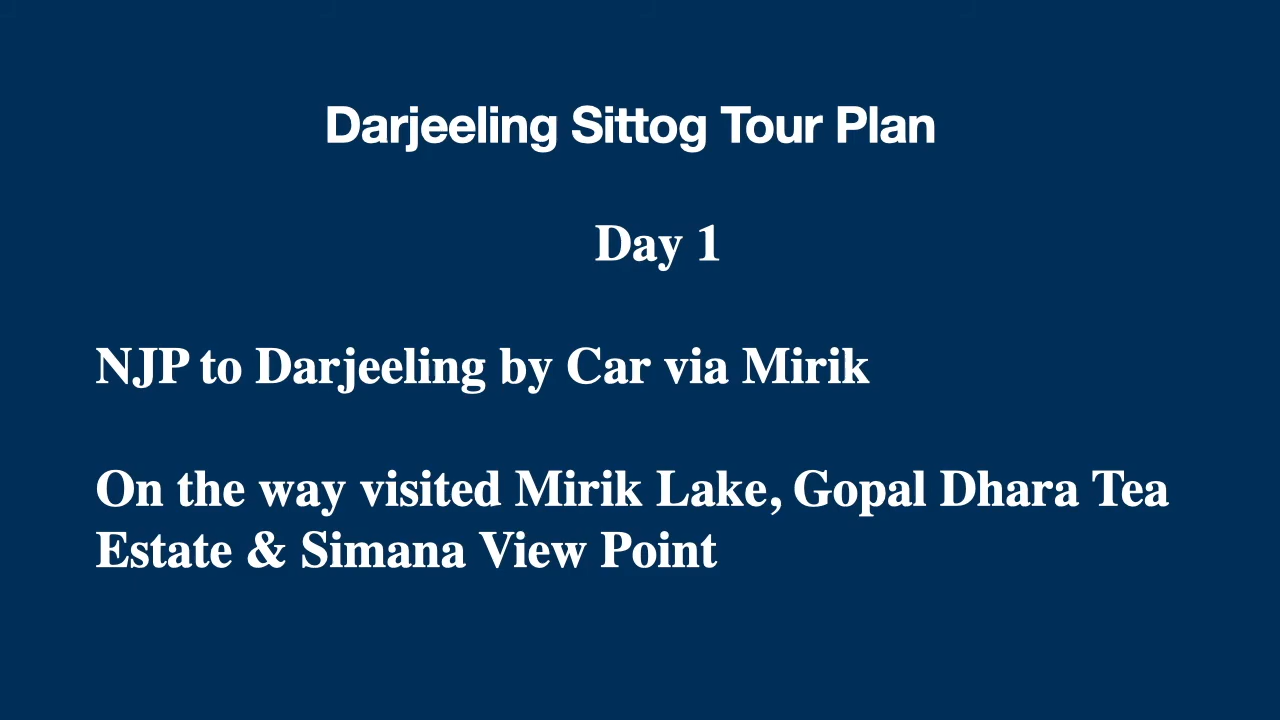 Darjeeling Sittog Tour Plan
Day 1
NJP to Darjeeling by Car via Mirik
On the way visited Mirik Lake, Gopal Dhara Tea
Estate & Simana View Point